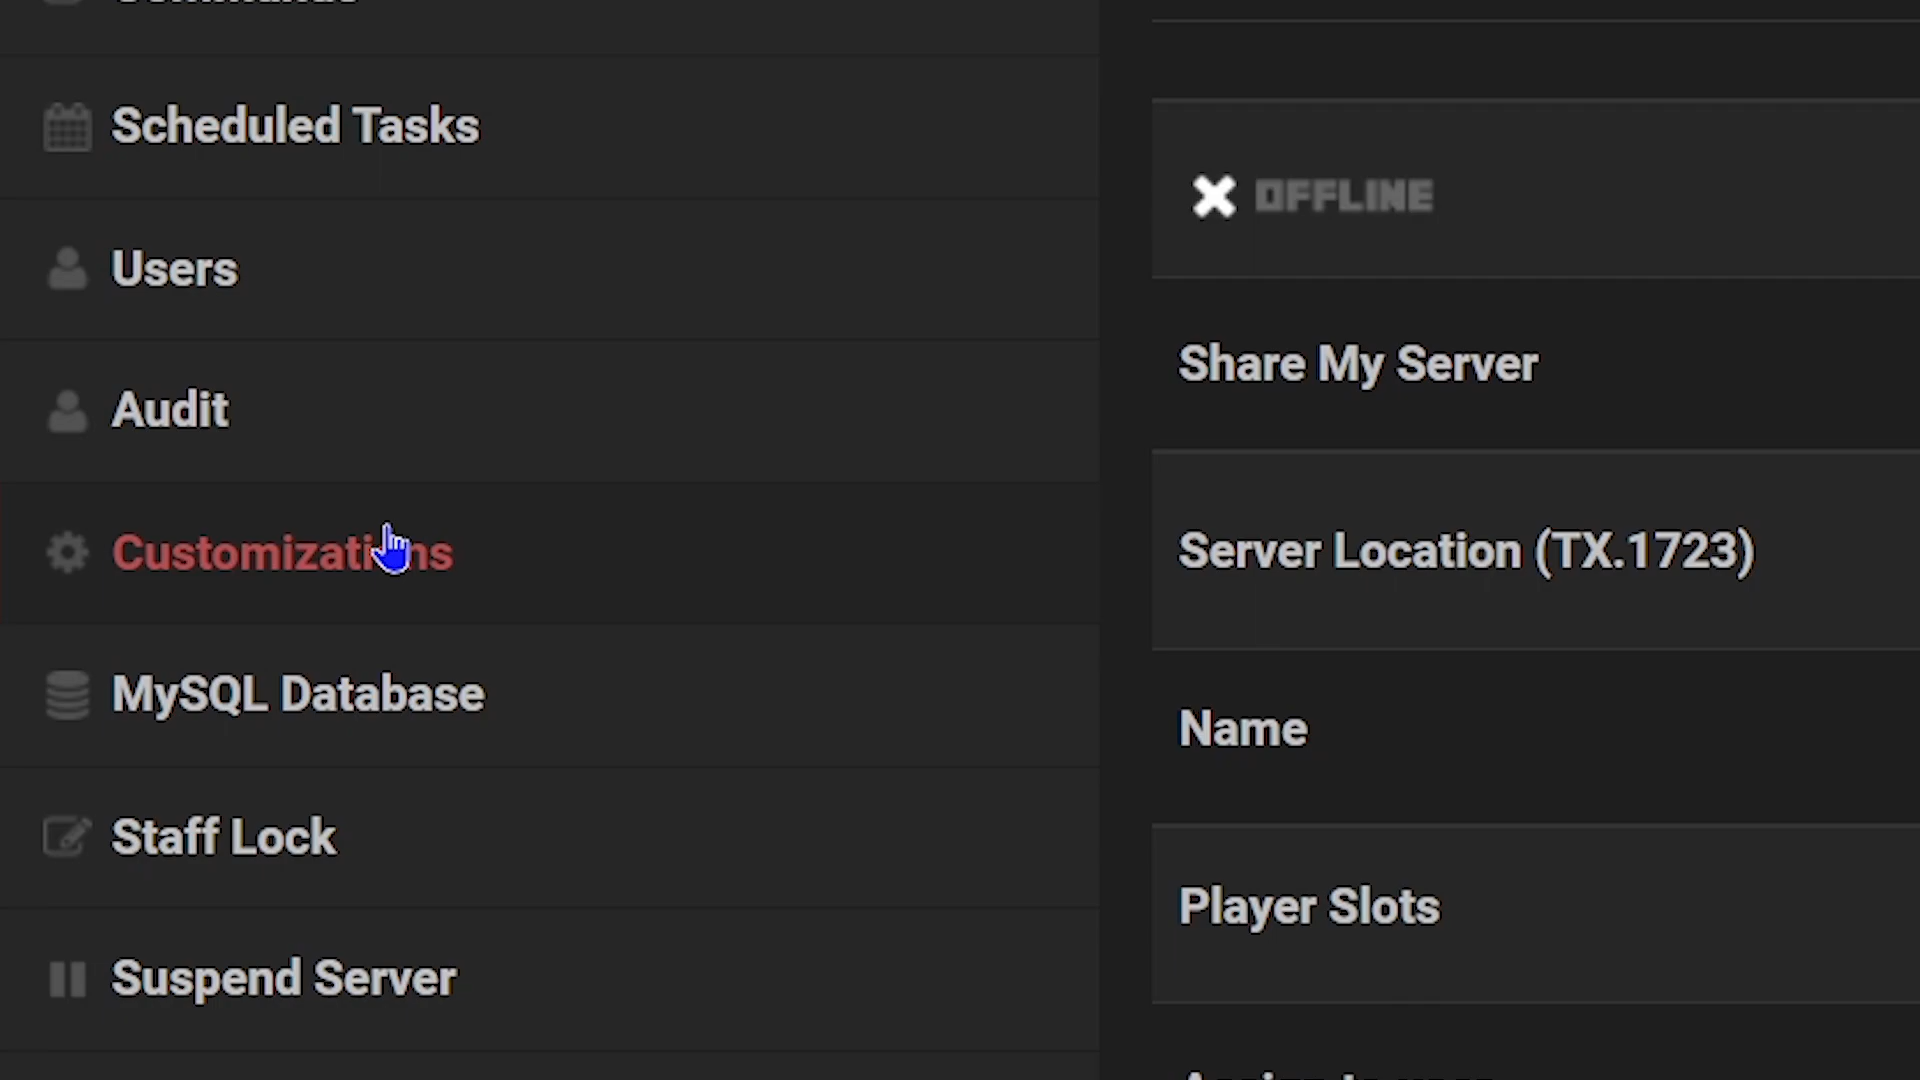 Scheduled Tasks
Users
Audit
Customizations
MySQL Database
Staff Lock
Suspend Server
OFFLINE
Share My Server
Server Location (TX.1723)
Name
Player Slots